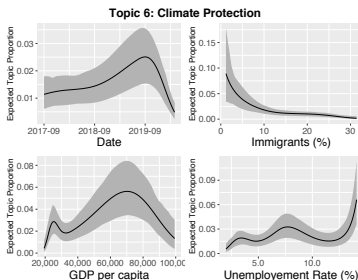 Topic 6: Climate Protection
Expected Topic Proportion
0.03
0.02
0.01
0.00
2017-09 2018-09 2019-09
Date
Expected Topic Proportion
0.15
0.10
0.05
0.00
0 10 20 30
Immigrants (%)
Expected Topic Proportion
0.08
0.06
0.04
0.02
0.00
20,000 40,000 60,000 80,000 100,00
GDP per capita
Expected Topic Proportion
0.09
0.06
0.03
0.00
5.0 10.0
Unemployement Rate (%)